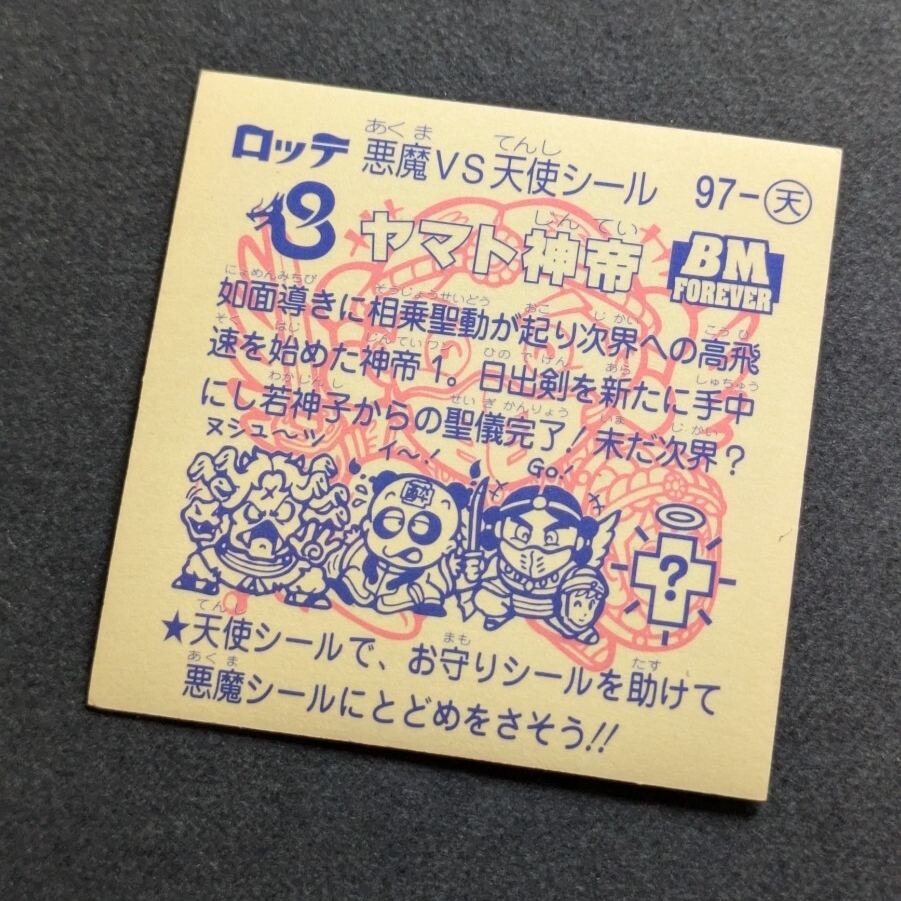 ロッテ 悪魔VS天使シール 97-天
あくま てんし
ヤマト神帝 BM FOREVER
しんてい
にょめんみちび そうじょうせいどう おこ じかい こうひ
如面導きに相乗聖動が起り次界への高飛
そく はじ しんていワン ひのでけん あら しゅちゅう
速を始めた神帝1。日出剣を新たに手中
わかじんし せいぎかんりょう いま じかい
にし若神子からの聖儀完了!未だ次界?
ヌシュ〜ッ イ〜! Go!
酔
?
てんし まも たす
★天使シールで、お守りシールを助けて
あくま
悪魔シールにとどめをさそう!!